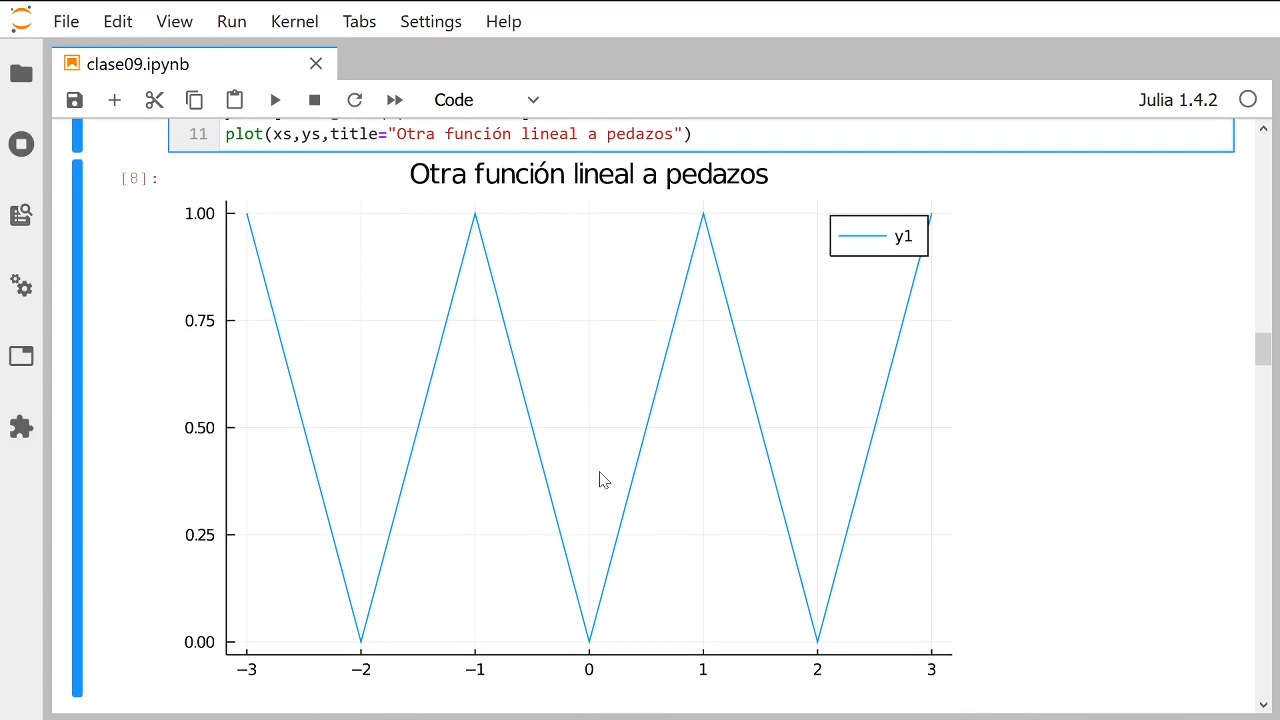 File Edit View Run Kernel Tabs Settings Help
clase09.ipynb
Code
Julia 1.4.2
11 plot(xs,ys,title="Otra función lineal a pedazos")
[8]:
Otra función lineal a pedazos
1.00
y1
0.75
0.50
0.25
0.00
−3 −2 −1 0 1 2 3